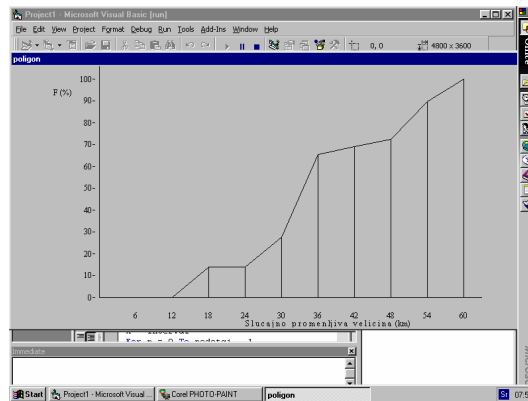 Project1 - Microsoft Visual Basic [run]
File Edit View Project Format Debug Run Tools Add-Ins Window Help
0, 0 4800 x 3600
poligon
F (%)
100-
90-
80-
70-
60-
50-
40-
30-
20-
10-
0-
6 12 18 24 30 36 42 48 54 60
Slucajno promenljiva velicina (km)
Immediate
Start Project1 - Microsoft Visual ... Corel PHOTO-PAINT poligon Sr
Office